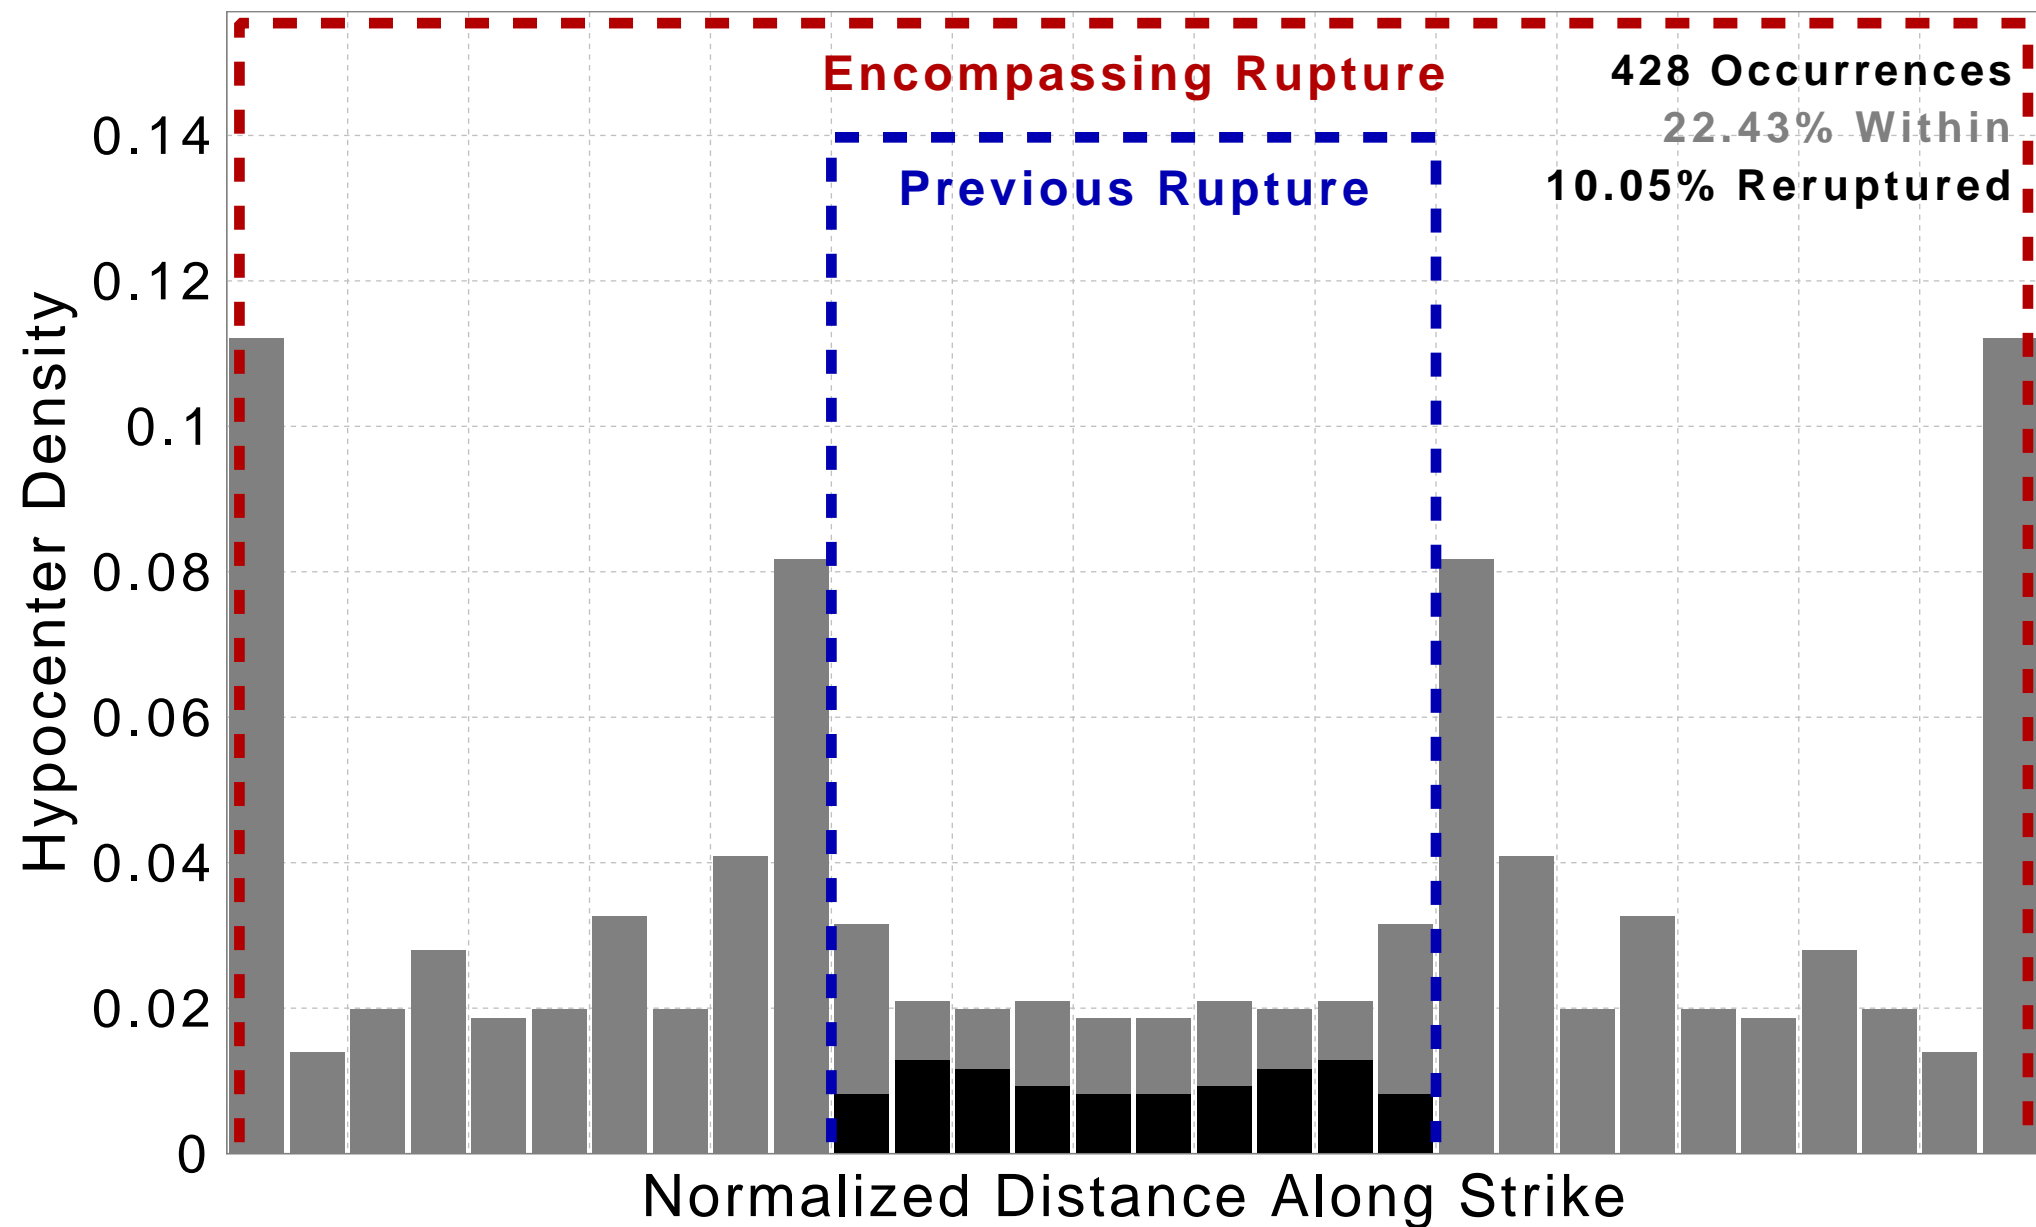 Encompassing Rupture
428 Occurrences
22.43% Within
10.05% Reruptured
Previous Rupture
Hypocenter Density
0.14
0.12
0.1
0.08
0.06
0.04
0.02
0
Normalized Distance Along Strike